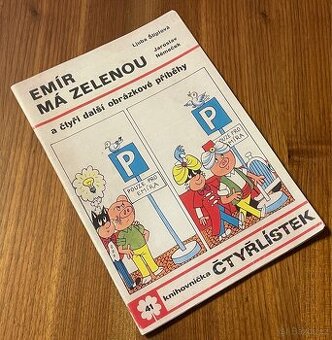 EMÍR
MÁ ZELENOU
Ljuba Štíplová
Jaroslav
Němeček
a čtyři další obrázkové příběhy
P
POUZE PRO
EMÍRA
P
POUZE PRO
EMÍRA
41
knihovnička ČTYŘLÍSTEK